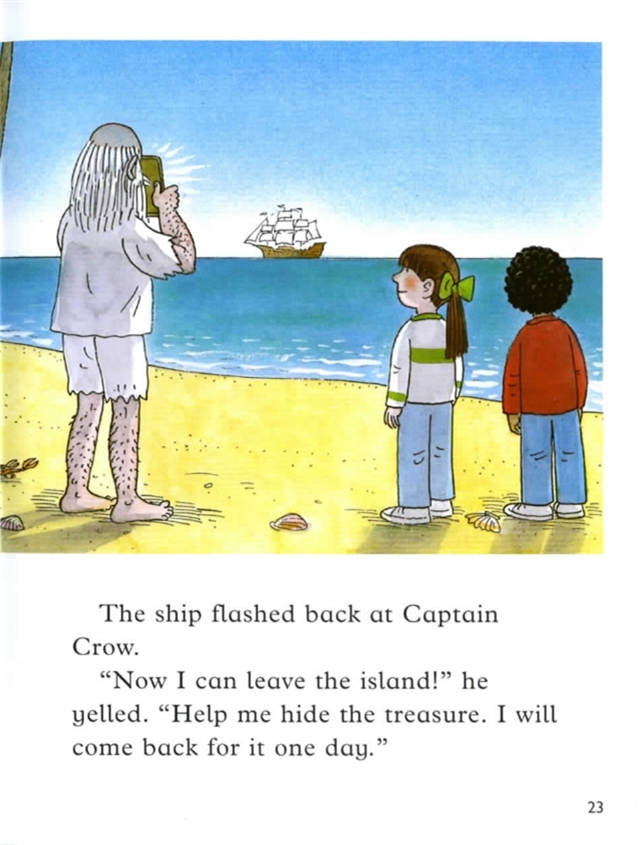 The ship flashed back at Captain
Crow.
“Now I can leave the island!” he
yelled. “Help me hide the treasure. I will
come back for it one day.”
23